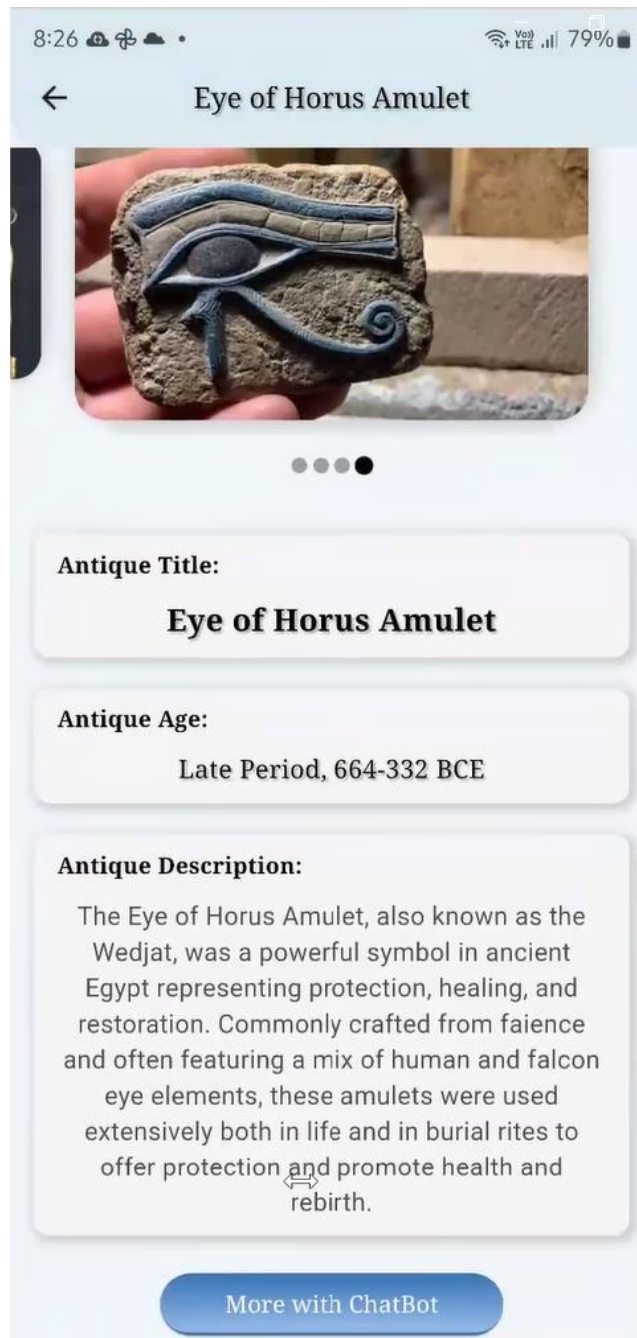 8:26
Vo)) LTE 79%
Eye of Horus Amulet
Antique Title:
Eye of Horus Amulet
Antique Age:
Late Period, 664-332 BCE
Antique Description:
The Eye of Horus Amulet, also known as the
Wedjat, was a powerful symbol in ancient
Egypt representing protection, healing, and
restoration. Commonly crafted from faience
and often featuring a mix of human and falcon
eye elements, these amulets were used
extensively both in life and in burial rites to
offer protection and promote health and
rebirth.
More with ChatBot